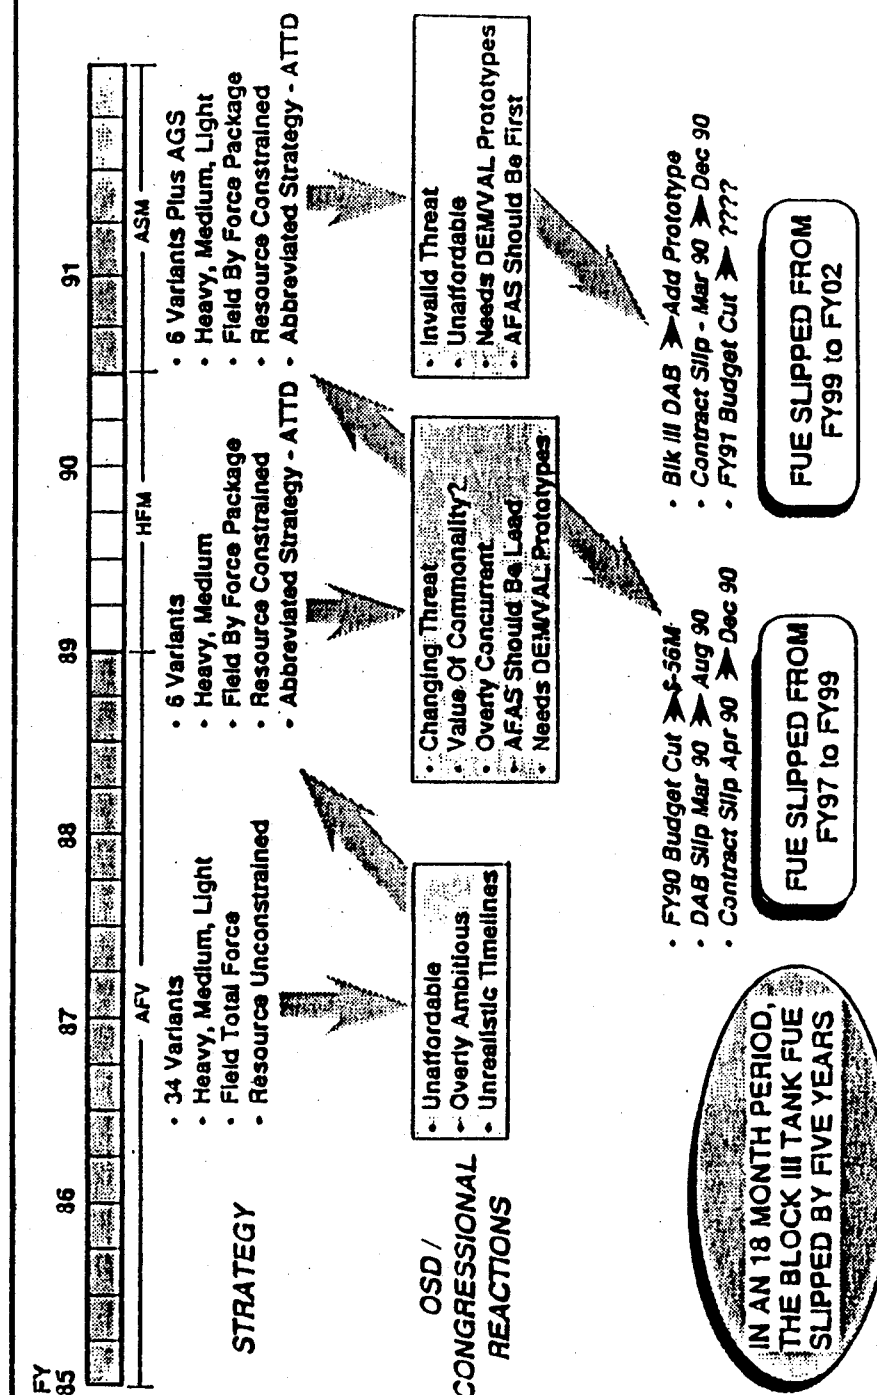 FY
85
86
87
88
89
90
91
AFV
HFM
ASM
STRATEGY
• 34 Variants
• Heavy, Medium, Light
• Field Total Force
• Resource Unconstrained
• 6 Variants
• Heavy, Medium
• Field By Force Package
• Resource Constrained
• Abbreviated Strategy - ATTD
• 6 Variants Plus AGS
• Heavy, Medium, Light
• Field By Force Package
• Resource Constrained
• Abbreviated Strategy - ATTD
OSD /
CONGRESSIONAL
REACTIONS
• Unaffordable
• Overly Ambitious
• Unrealistic Timelines
• Changing Threat
• Value Of Commonality?
• Overly Concurrent
• AFAS Should Be Lead
• Needs DEM/VAL Prototypes
• Invalid Threat
• Unaffordable
• Needs DEM/VAL Prototypes
• AFAS Should Be First
• FY90 Budget Cut ➤ $-56M
• DAB Slip Mar 90 ➤ Aug 90
• Contract Slip Apr 90 ➤ Dec 90
• Blk III DAB ➤ Add Prototype
• Contract Slip - Mar 90 ➤ Dec 90
• FY91 Budget Cut ➤ ????
IN AN 18 MONTH PERIOD,
THE BLOCK III TANK FUE
SLIPPED BY FIVE YEARS
FUE SLIPPED FROM
FY97 to FY99
FUE SLIPPED FROM
FY99 to FY02